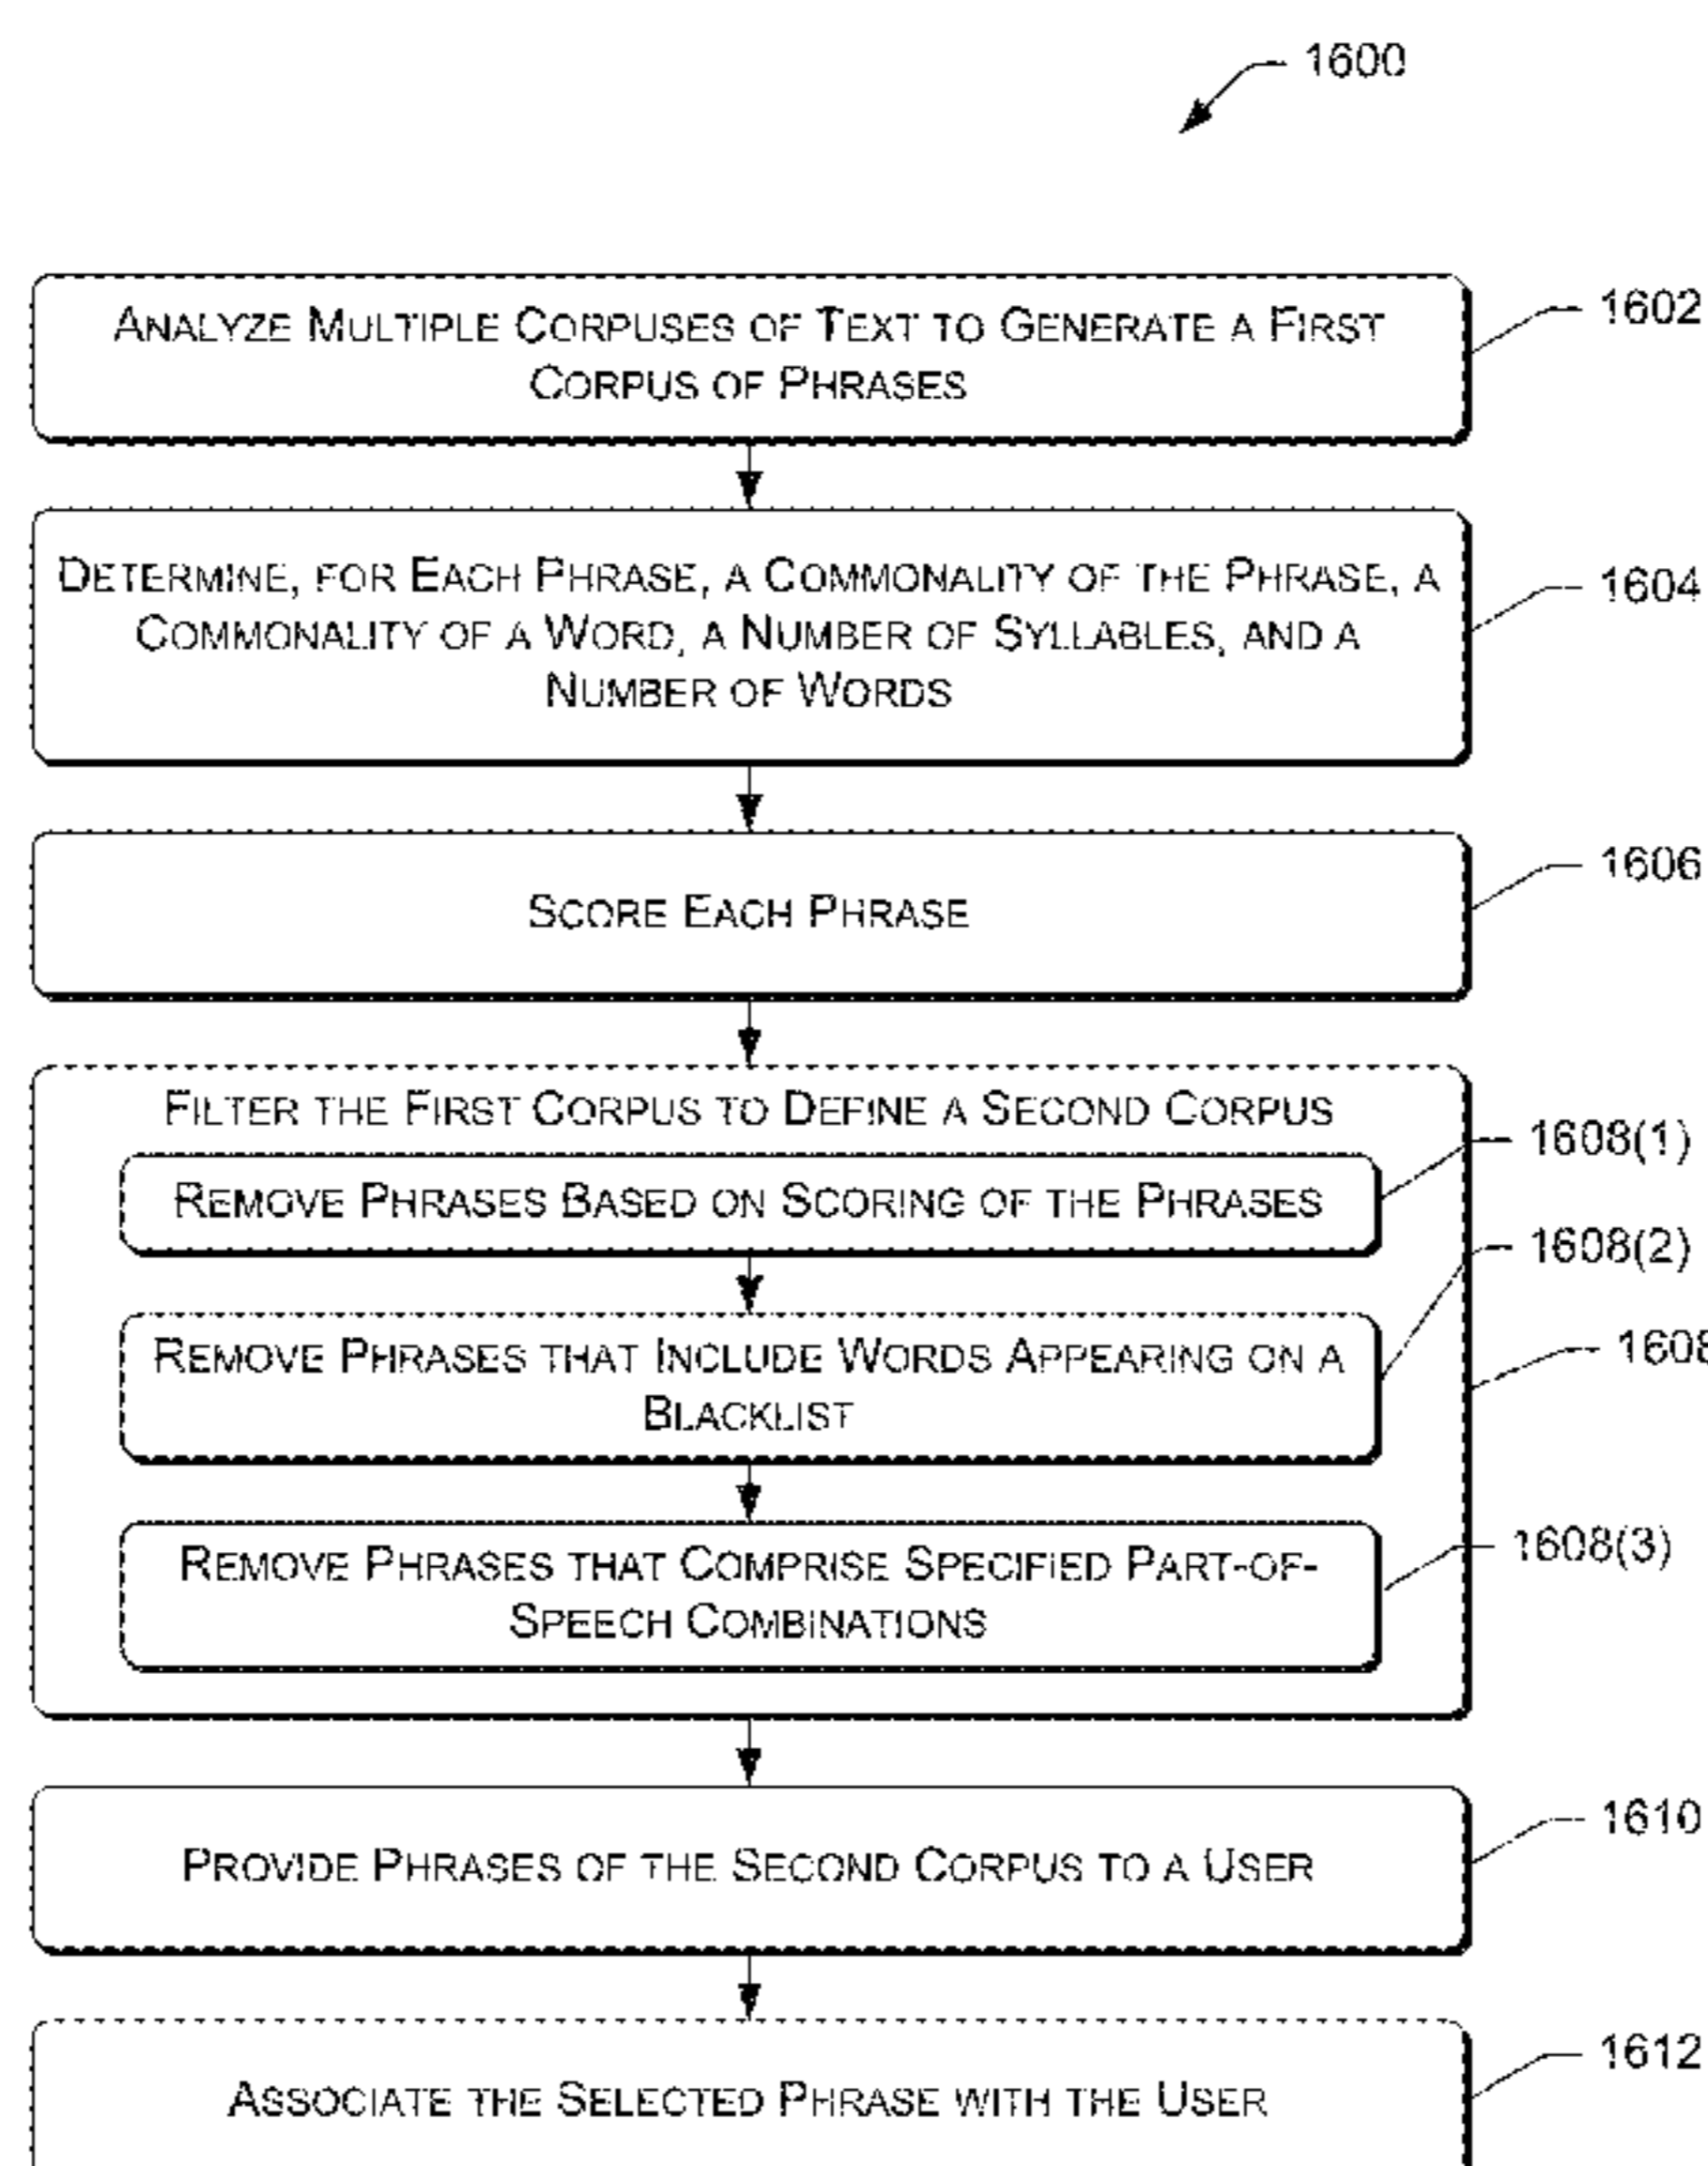 1600
ANALYZE MULTIPLE CORPUSES OF TEXT TO GENERATE A FIRST
CORPUS OF PHRASES
1602
DETERMINE, FOR EACH PHRASE, A COMMONALITY OF THE PHRASE, A
COMMONALITY OF A WORD, A NUMBER OF SYLLABLES, AND A
NUMBER OF WORDS
1604
SCORE EACH PHRASE
1606
FILTER THE FIRST CORPUS TO DEFINE A SECOND CORPUS
REMOVE PHRASES BASED ON SCORING OF THE PHRASES
1608(1)
REMOVE PHRASES THAT INCLUDE WORDS APPEARING ON A
BLACKLIST
1608(2)
1608
REMOVE PHRASES THAT COMPRISE SPECIFIED PART-OF-
SPEECH COMBINATIONS
1608(3)
PROVIDE PHRASES OF THE SECOND CORPUS TO A USER
1610
ASSOCIATE THE SELECTED PHRASE WITH THE USER
1612